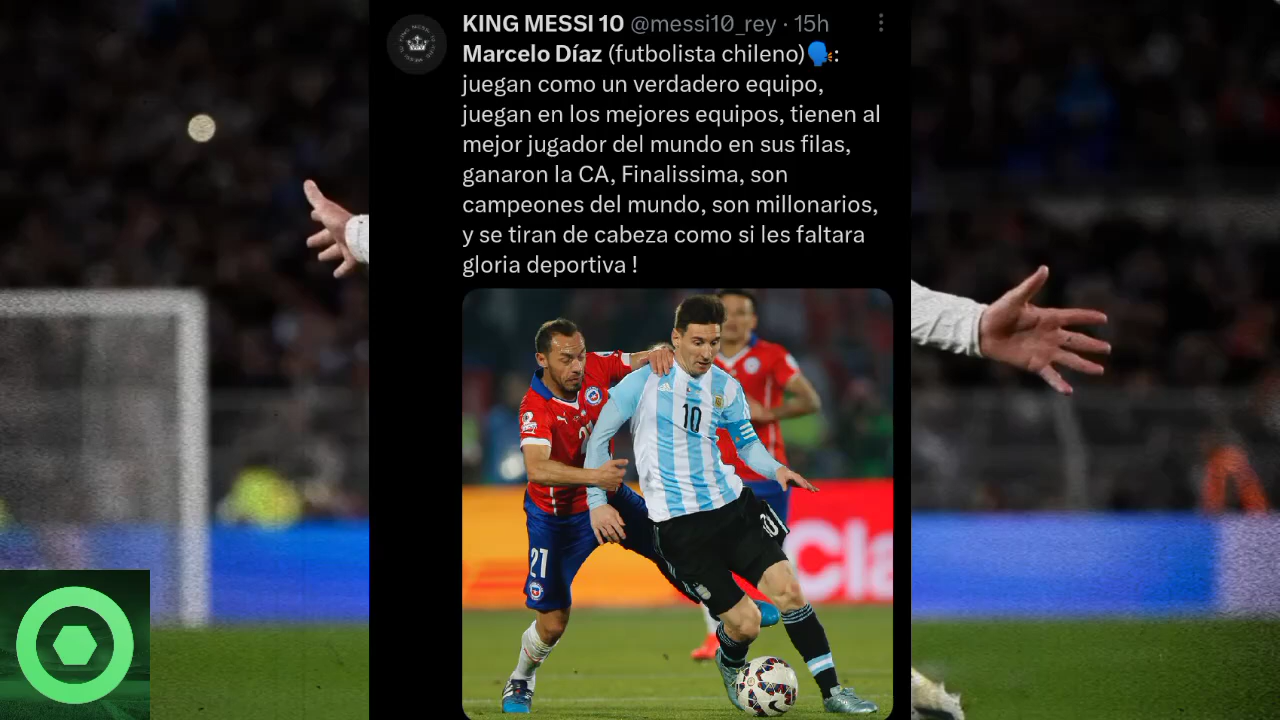 KING MESSI 10 @messi10_rey · 15h
Marcelo Díaz (futbolista chileno)🗣️:
juegan como un verdadero equipo,
juegan en los mejores equipos, tienen al
mejor jugador del mundo en sus filas,
ganaron la CA, Finalissima, son
campeones del mundo, son millonarios,
y se tiran de cabeza como si les faltara
gloria deportiva !
10
21
10
Cla